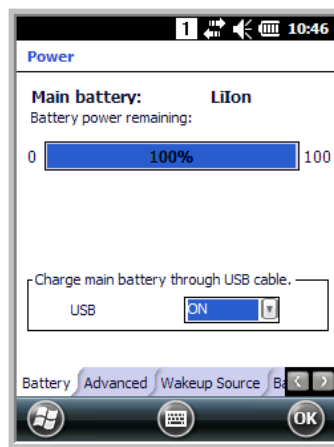 1 10:46
Power
Main battery: LiIon
Battery power remaining:
0 100% 100
Charge main battery through USB cable.
USB ON
Battery Advanced Wakeup Source Ba
OK